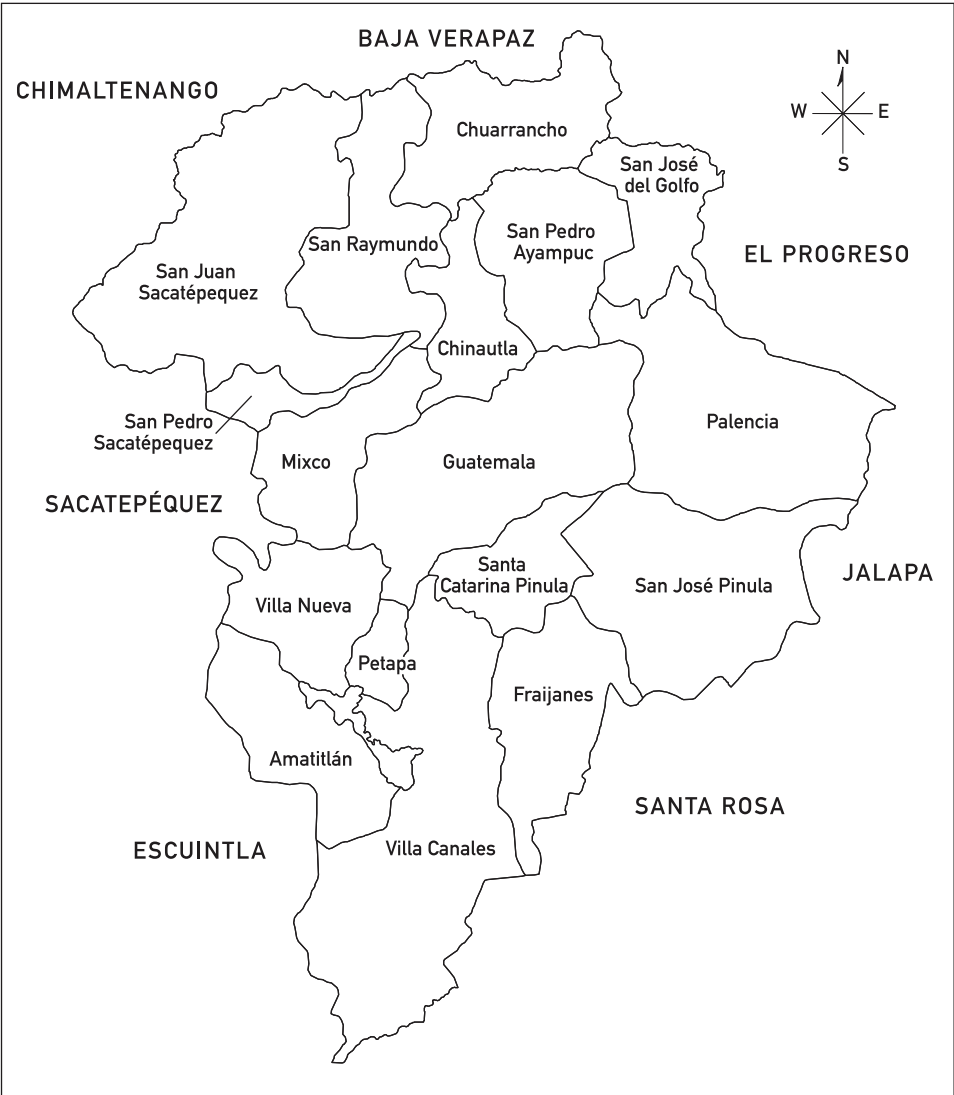 BAJA VERAPAZ
CHIMALTENANGO
N
W
E
S
Chuarrancho
San José
del Golfo
San Raymundo
San Pedro
Ayampuc
EL PROGRESO
San Juan
Sacatépequez
Chinautla
San Pedro
Sacatépequez
Palencia
Mixco
Guatemala
SACATEPÉQUEZ
Santa
Catarina Pinula
San José Pinula
JALAPA
Villa Nueva
Petapa
Fraijanes
Amatitlán
SANTA ROSA
ESCUINTLA
Villa Canales